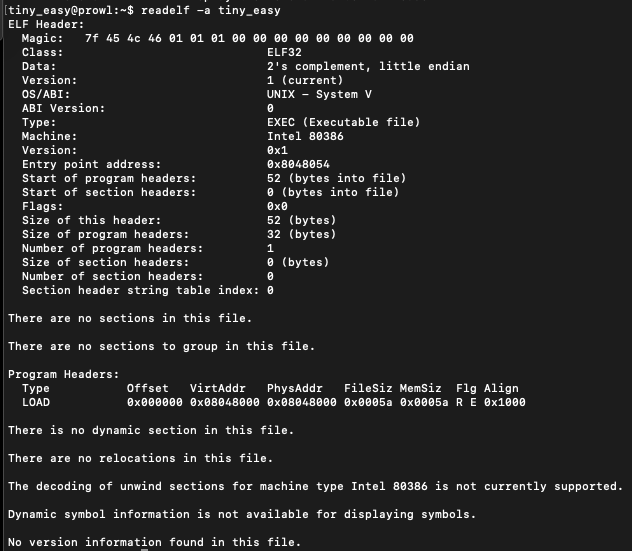 [tiny_easy@prowl:~$ readelf -a tiny_easy
ELF Header:
  Magic:   7f 45 4c 46 01 01 01 00 00 00 00 00 00 00 00 00
  Class:                             ELF32
  Data:                              2's complement, little endian
  Version:                           1 (current)
  OS/ABI:                            UNIX - System V
  ABI Version:                       0
  Type:                              EXEC (Executable file)
  Machine:                           Intel 80386
  Version:                           0x1
  Entry point address:               0x8048054
  Start of program headers:          52 (bytes into file)
  Start of section headers:          0 (bytes into file)
  Flags:                             0x0
  Size of this header:               52 (bytes)
  Size of program headers:           32 (bytes)
  Number of program headers:         1
  Size of section headers:           0 (bytes)
  Number of section headers:         0
  Section header string table index: 0
There are no sections in this file.
There are no sections to group in this file.
Program Headers:
  Type           Offset   VirtAddr   PhysAddr   FileSiz MemSiz  Flg Align
  LOAD           0x000000 0x08048000 0x08048000 0x0005a 0x0005a R E 0x1000
There is no dynamic section in this file.
There are no relocations in this file.
The decoding of unwind sections for machine type Intel 80386 is not currently supported.
Dynamic symbol information is not available for displaying symbols.
No version information found in this file.